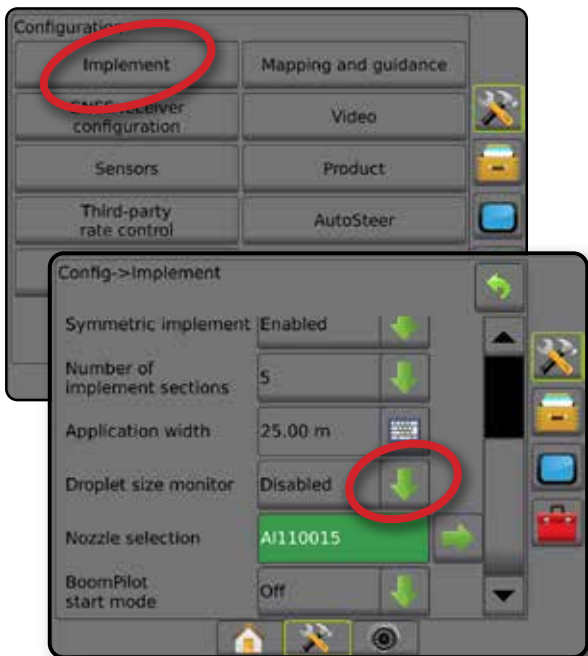 Configuration
Implement
Mapping and guidance
GNSS receiver
configuration
Video
Sensors
Product
Third-party
rate control
AutoSteer
Config->Implement
Symmetric implement
Enabled
Number of
implement sections
5
Application width
25.00 m
Droplet size monitor
Disabled
Nozzle selection
AI110015
BoomPilot
start mode
Off